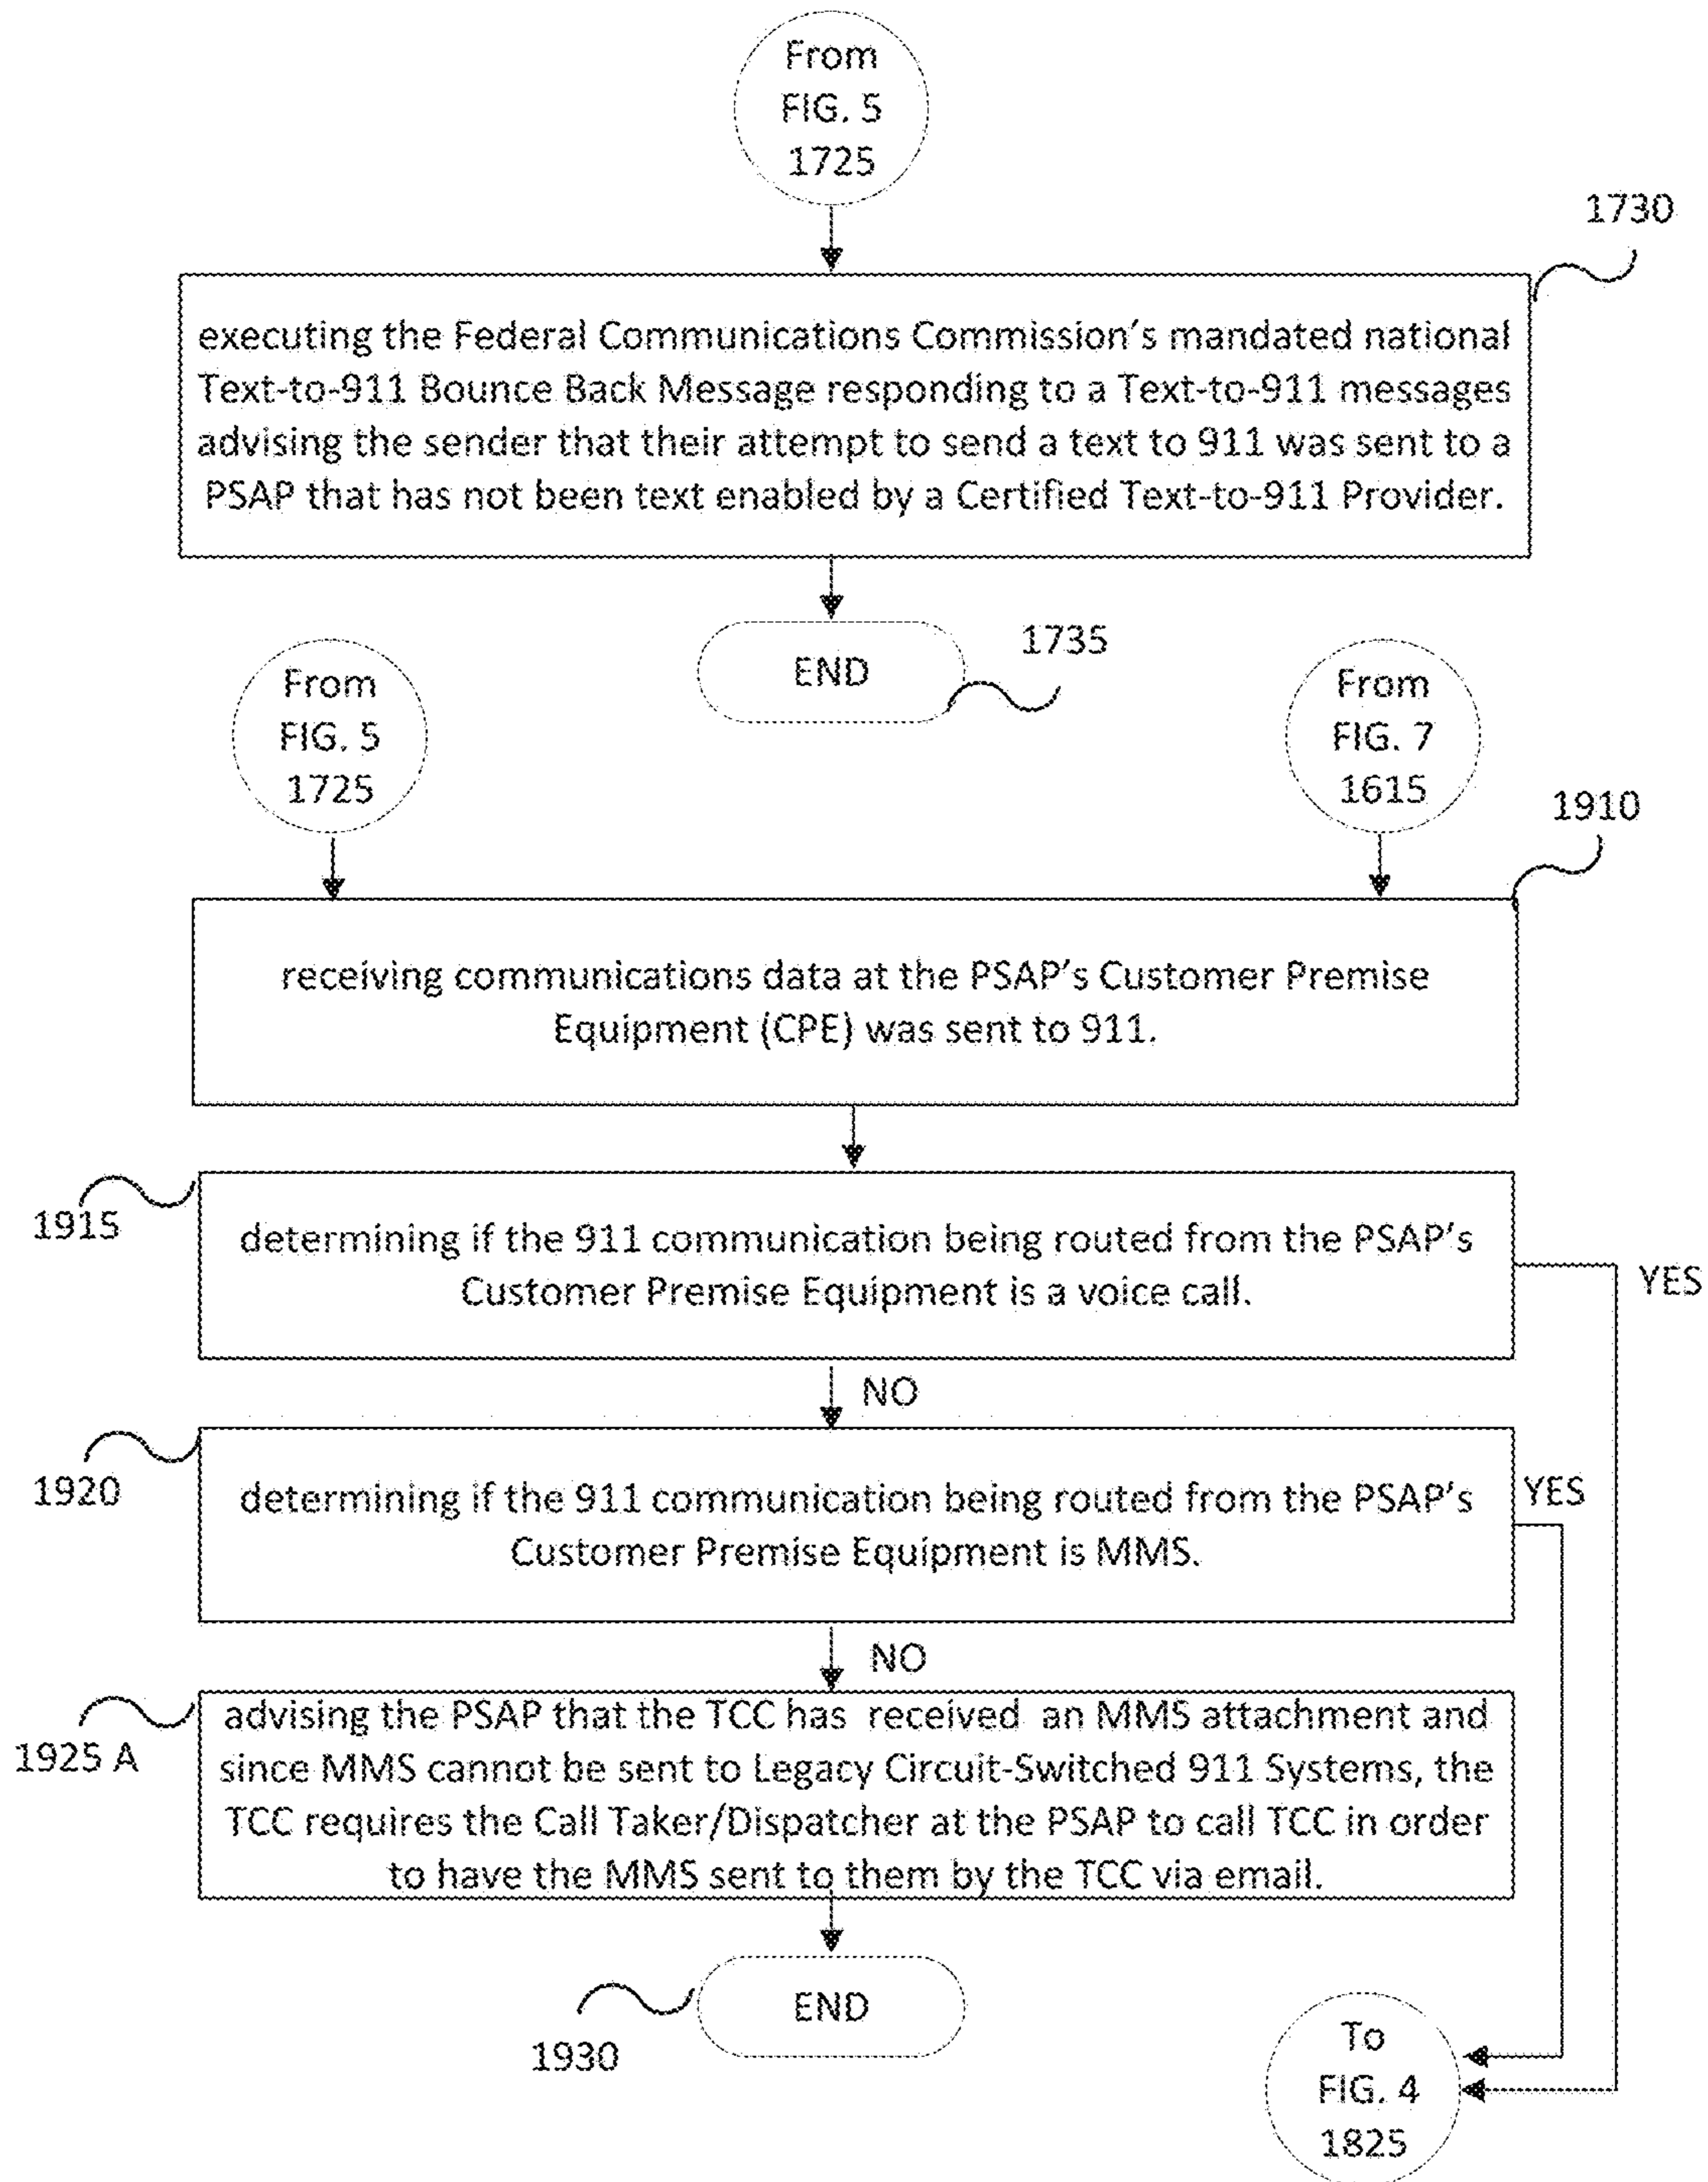 From
FIG. 5
1725
1730
executing the Federal Communications Commission's mandated national
Text-to-911 Bounce Back Message responding to a Text-to-911 messages
advising the sender that their attempt to send a text to 911 was sent to a
PSAP that has not been text enabled by a Certified Text-to-911 Provider.
END
1735
From
FIG. 5
1725
From
FIG. 7
1615
1910
receiving communications data at the PSAP's Customer Premise
Equipment (CPE) was sent to 911.
1915
determining if the 911 communication being routed from the PSAP's
Customer Premise Equipment is a voice call.
YES
NO
1920
determining if the 911 communication being routed from the PSAP's
Customer Premise Equipment is MMS.
YES
NO
1925 A
advising the PSAP that the TCC has received an MMS attachment and
since MMS cannot be sent to Legacy Circuit-Switched 911 Systems, the
TCC requires the Call Taker/Dispatcher at the PSAP to call TCC in order
to have the MMS sent to them by the TCC via email.
END
1930
To
FIG. 4
1825